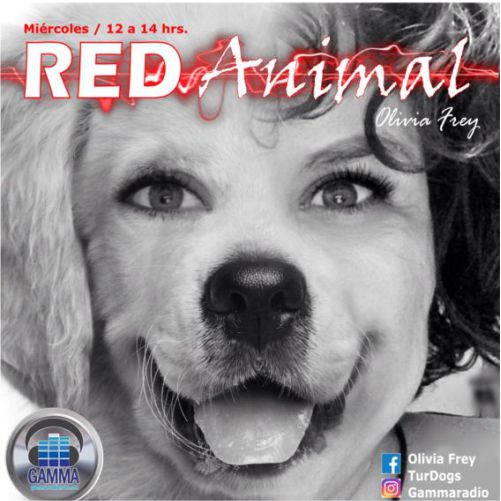 Miércoles / 12 a 14 hrs.
RED Animal
Olivia Frey
GAMMA
Olivia Frey
TurDogs
Gammaradio